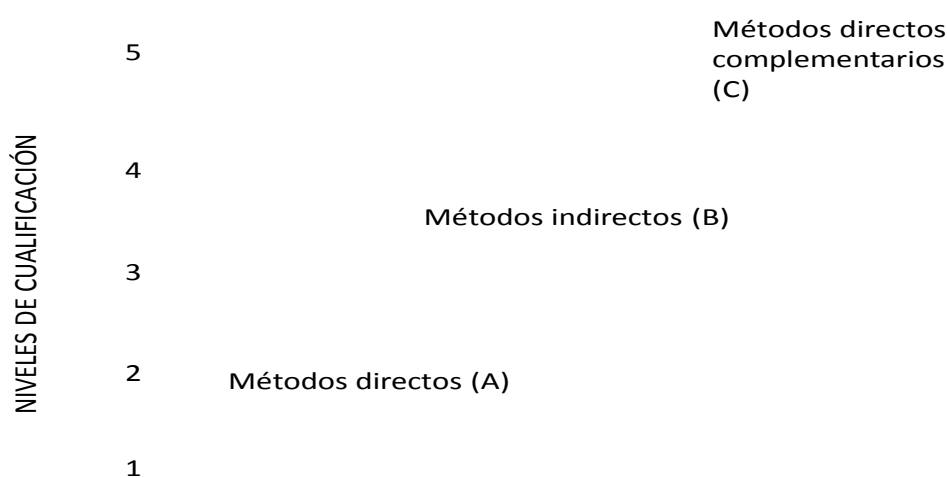 Métodos directos
complementarios
(C)
5
4
Métodos indirectos (B)
3
2
Métodos directos (A)
1
NIVELES DE CUALIFICACIÓN